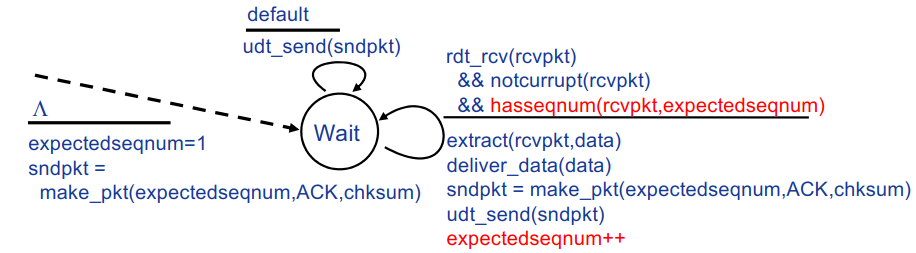 default
udt_send(sndpkt)
Λ
expectedseqnum=1
sndpkt =
make_pkt(expectedseqnum,ACK,chksum)
Wait
rdt_rcv(rcvpkt)
&& notcurrupt(rcvpkt)
&& hasseqnum(rcvpkt,expectedseqnum)
extract(rcvpkt,data)
deliver_data(data)
sndpkt = make_pkt(expectedseqnum,ACK,chksum)
udt_send(sndpkt)
expectedseqnum++